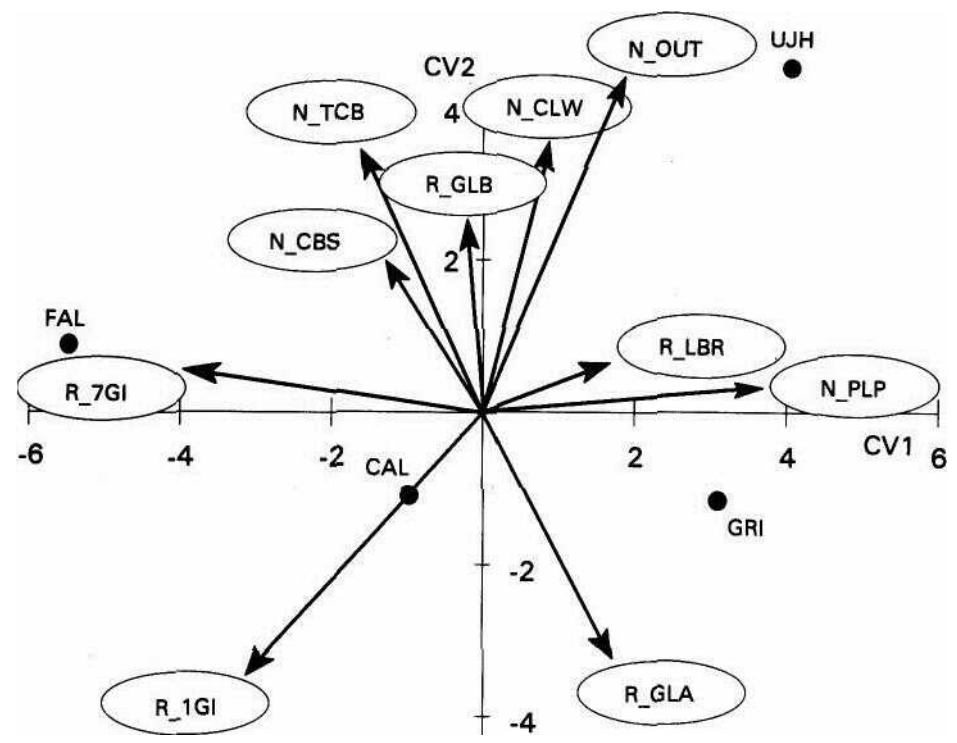 N_OUT
UJH
CV2
N_TCB
4
N_CLW
R_GLB
N_CBS
2
FAL
R_LBR
R_7GI
N_PLP
-6
-4
-2
2
4
CV1
6
CAL
GRI
-2
R_1GI
R_GLA
-4